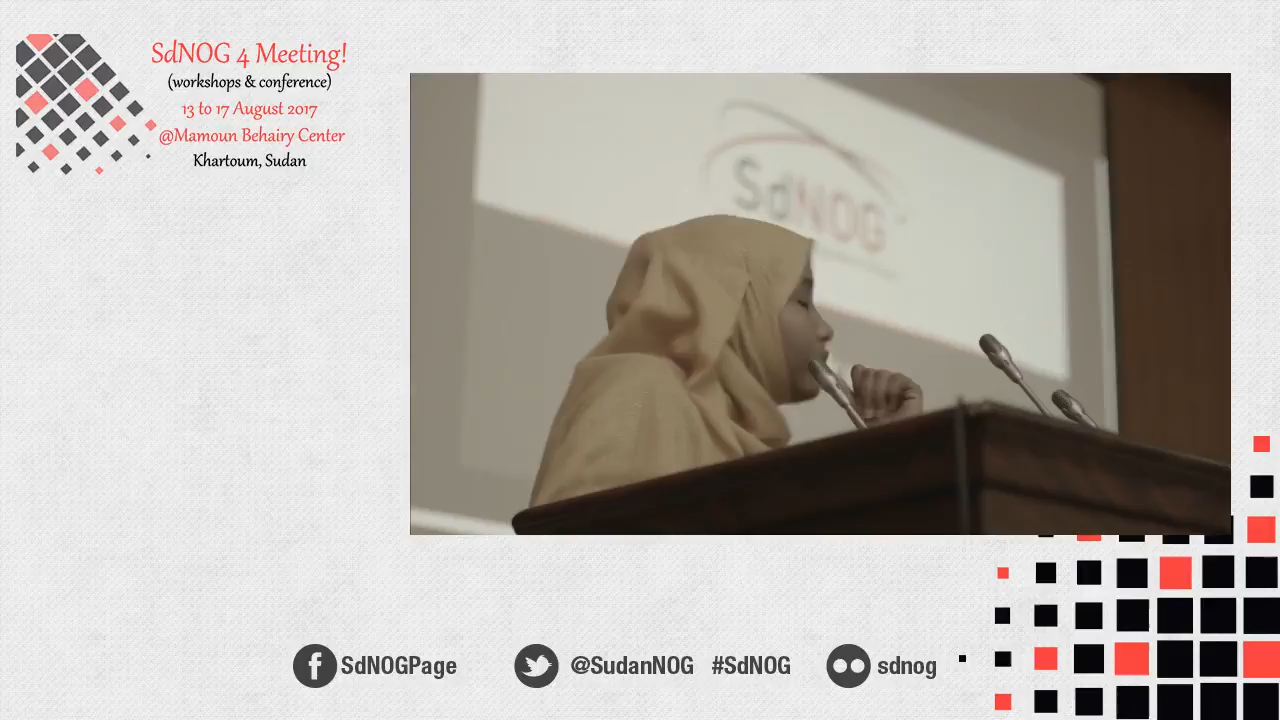 SdNOG 4 Meeting!
(workshops & conference)
13 to 17 August 2017
@Mamoun Behairy Center
Khartoum, Sudan
SdNOG
SdNOGPage
@SudanNOG #SdNOG
sdnog